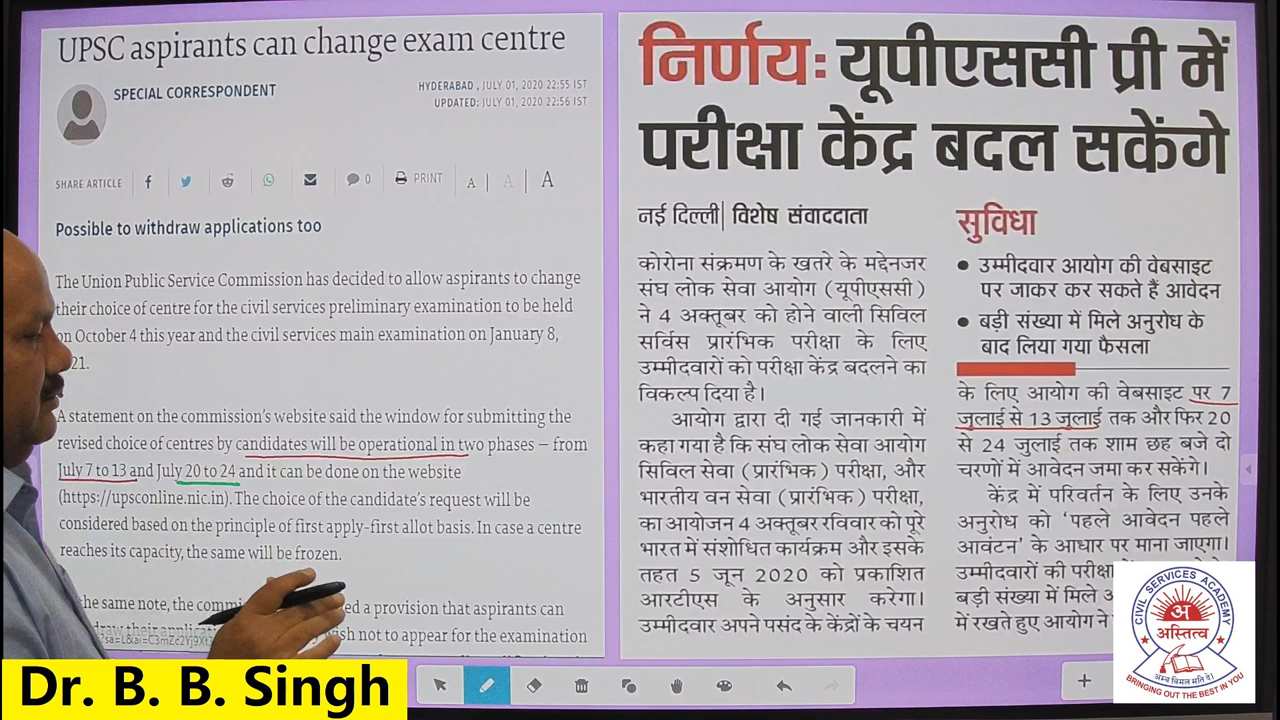 UPSC aspirants can change exam centre
SPECIAL CORRESPONDENT
HYDERABAD , JULY 01, 2020 22:55 IST
UPDATED: JULY 01, 2020 22:56 IST
SHARE ARTICLE
0
PRINT
A
A
A
Possible to withdraw applications too
The Union Public Service Commission has decided to allow aspirants to change
their choice of centre for the civil services preliminary examination to be held
on October 4 this year and the civil services main examination on January 8,
21.
A statement on the commission's website said the window for submitting the
revised choice of centres by candidates will be operational in two phases – from
July 7 to 13 and July 20 to 24 and it can be done on the website
(https://upsconline.nic.in). The choice of the candidate's request will be
considered based on the principle of first apply-first allot basis. In case a centre
reaches its capacity, the same will be frozen.
the same note, the
a provision that aspirants can
not to appear for the examination
निर्णय: यूपीएससी प्री में
परीक्षा केंद्र बदल सकेंगे
नई दिल्ली| विशेष संवाददाता
कोरोना संक्रमण के खतरे के मद्देनजर
संघ लोक सेवा आयोग (यूपीएससी)
ने 4 अक्तूबर को होने वाली सिविल
सर्विस प्रारंभिक परीक्षा के लिए
उम्मीदवारों को परीक्षा केंद्र बदलने का
विकल्प दिया है।
आयोग द्वारा दी गई जानकारी में
कहा गया है कि संघ लोक सेवा आयोग
सिविल सेवा (प्रारंभिक) परीक्षा, और
भारतीय वन सेवा (प्रारंभिक) परीक्षा,
का आयोजन 4 अक्तूबर रविवार को पूरे
भारत में संशोधित कार्यक्रम और इसके
तहत 5 जून 2020 को प्रकाशित
आरटीएस के अनुसार करेगा।
उम्मीदवार अपने पसंद के केंद्रों के चयन
सुविधा
● उम्मीदवार आयोग की वेबसाइट
पर जाकर कर सकते हैं आवेदन
● बड़ी संख्या में मिले अनुरोध के
बाद लिया गया फैसला
के लिए आयोग की वेबसाइट पर 7
जुलाई से 13 जुलाई तक और फिर 20
से 24 जुलाई तक शाम छह बजे दो
चरणों में आवेदन जमा कर सकेंगे।
केंद्र में परिवर्तन के लिए उनके
अनुरोध को 'पहले आवेदन पहले
आवंटन' के आधार पर माना जाएगा।
उम्मीदवारों की
बड़ी संख्या में मिले
में रखते हुए आयोग ने
CIVIL SERVICES ACADEMY
अ
अस्तित्व
अस्य विमल मति दे।
BRINGING OUT THE BEST IN YOU
Dr. B. B. Singh